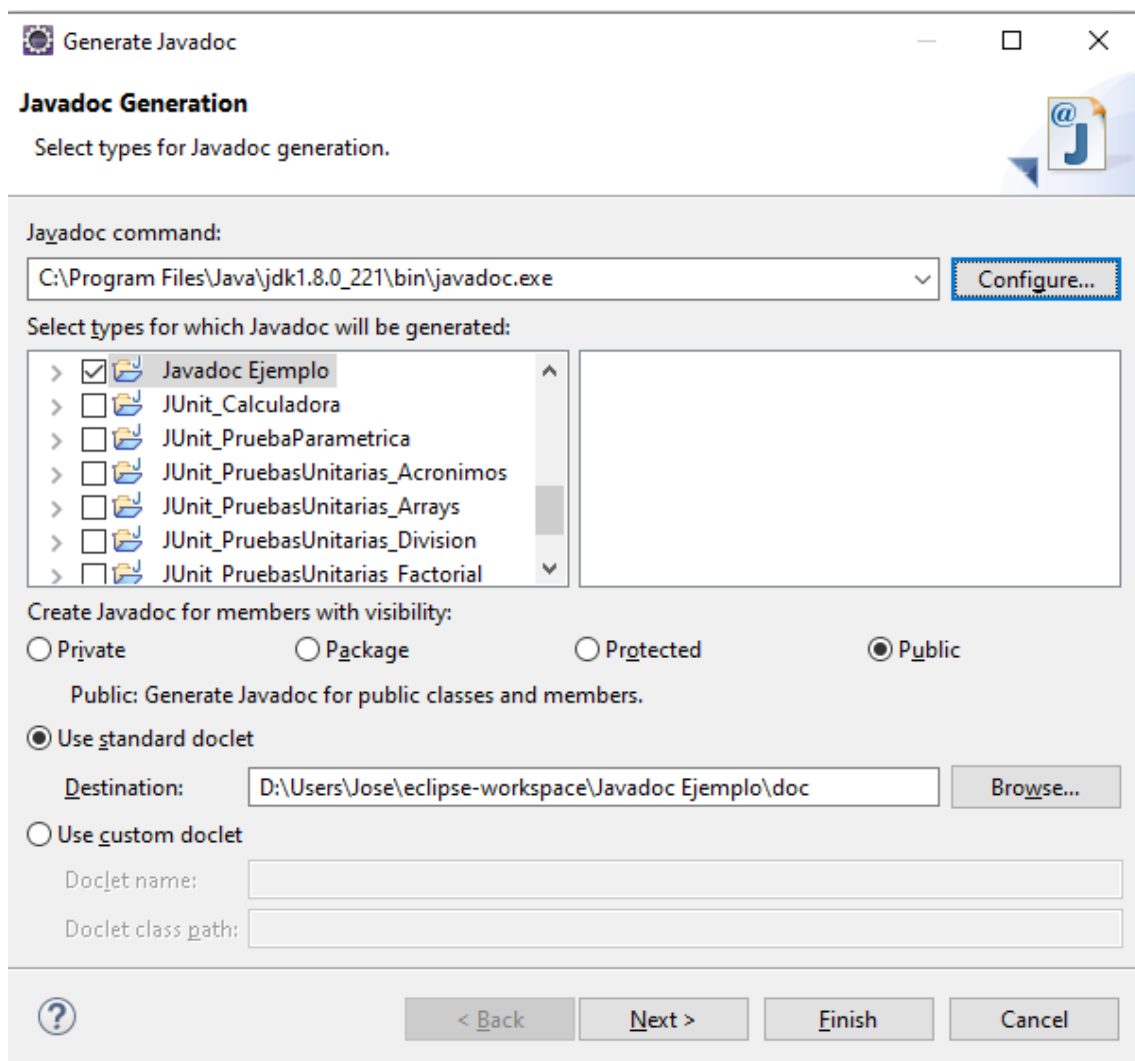 Generate Javadoc
Javadoc Generation
Select types for Javadoc generation.
@
J
Javadoc command:
C:\Program Files\Java\jdk1.8.0_221\bin\javadoc.exe
Configure...
Select types for which Javadoc will be generated:
Javadoc Ejemplo
JUnit_Calculadora
JUnit_PruebaParametrica
JUnit_PruebasUnitarias_Acronimos
JUnit_PruebasUnitarias_Arrays
JUnit_PruebasUnitarias_Division
JUnit_PruebasUnitarias_Factorial
Create Javadoc for members with visibility:
Private Package Protected Public
Public: Generate Javadoc for public classes and members.
Use standard doclet
Destination: D:\Users\Jose\eclipse-workspace\Javadoc Ejemplo\doc Browse...
Use custom doclet
Doclet name:
Doclet class path:
? < Back Next > Finish Cancel